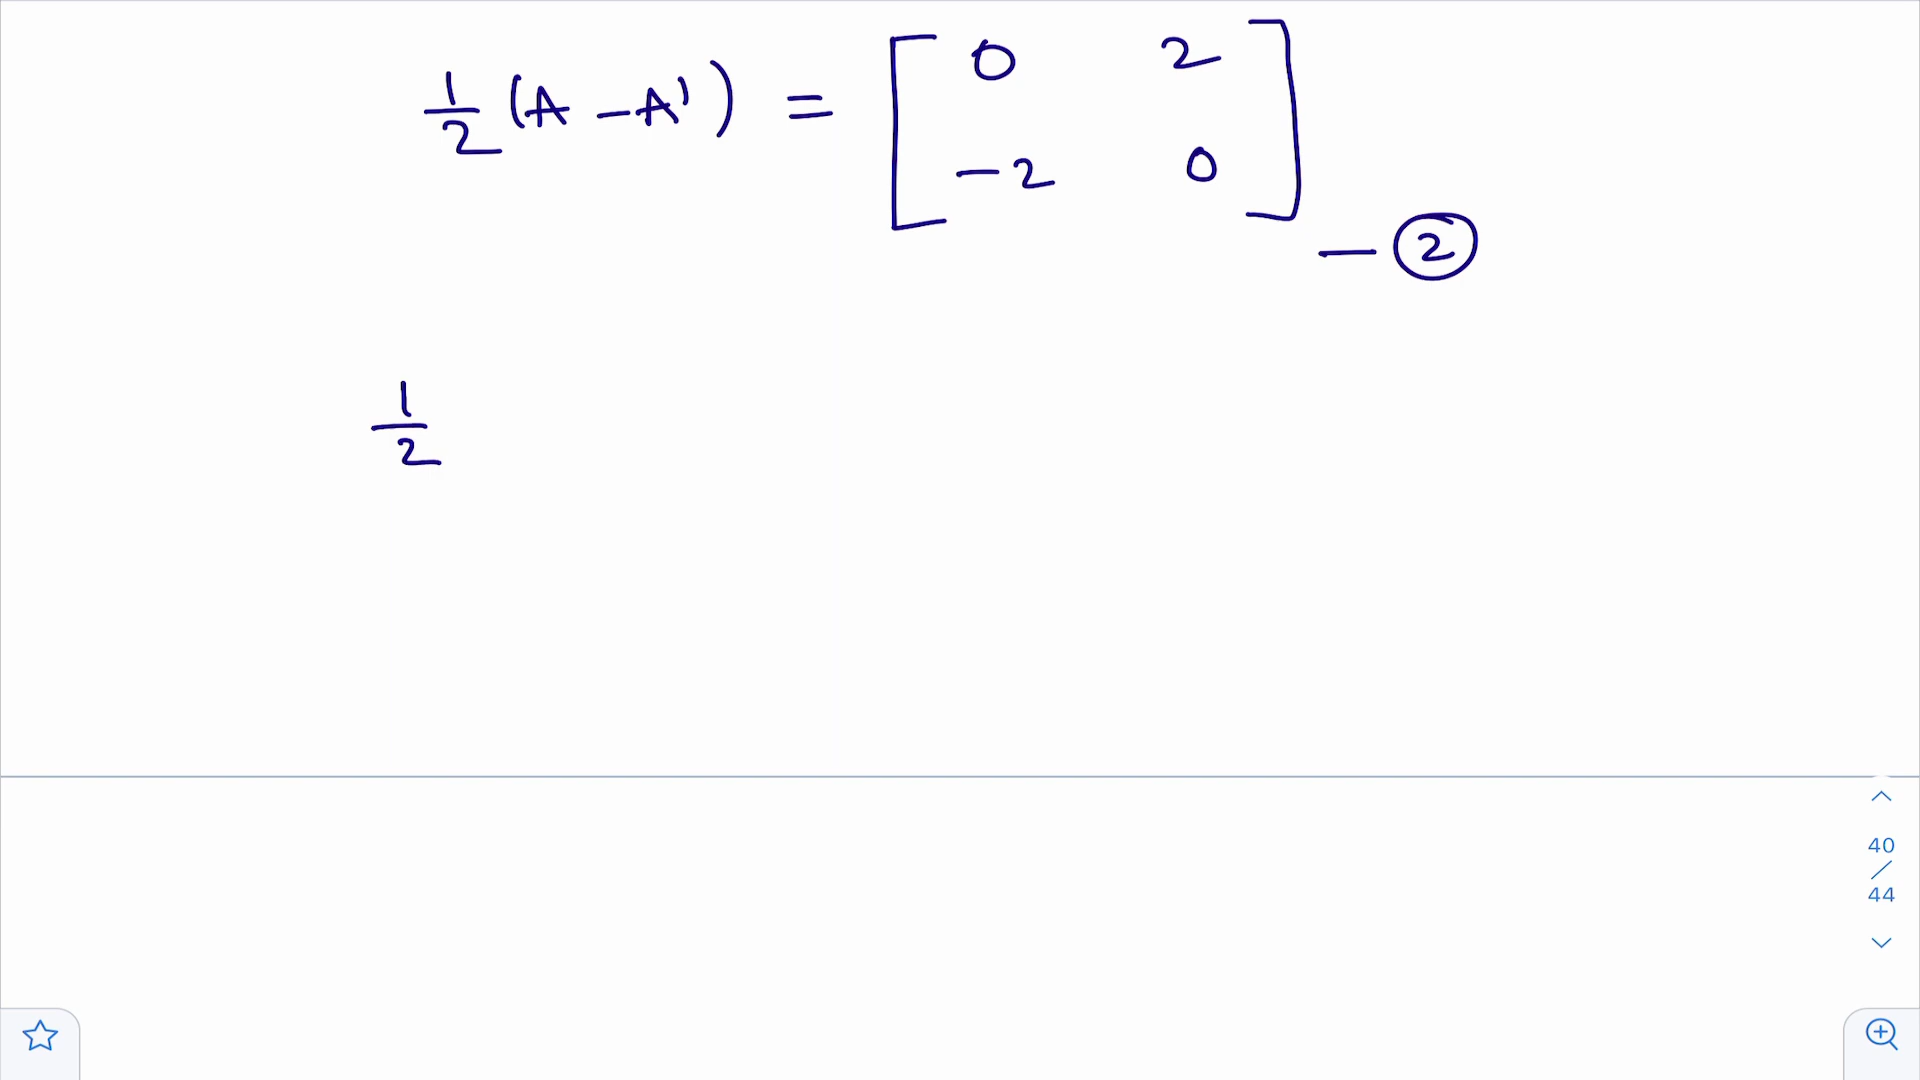 ½ (A - A') = [ 0 2
-2 0 ]
- ②
½
40
/
44